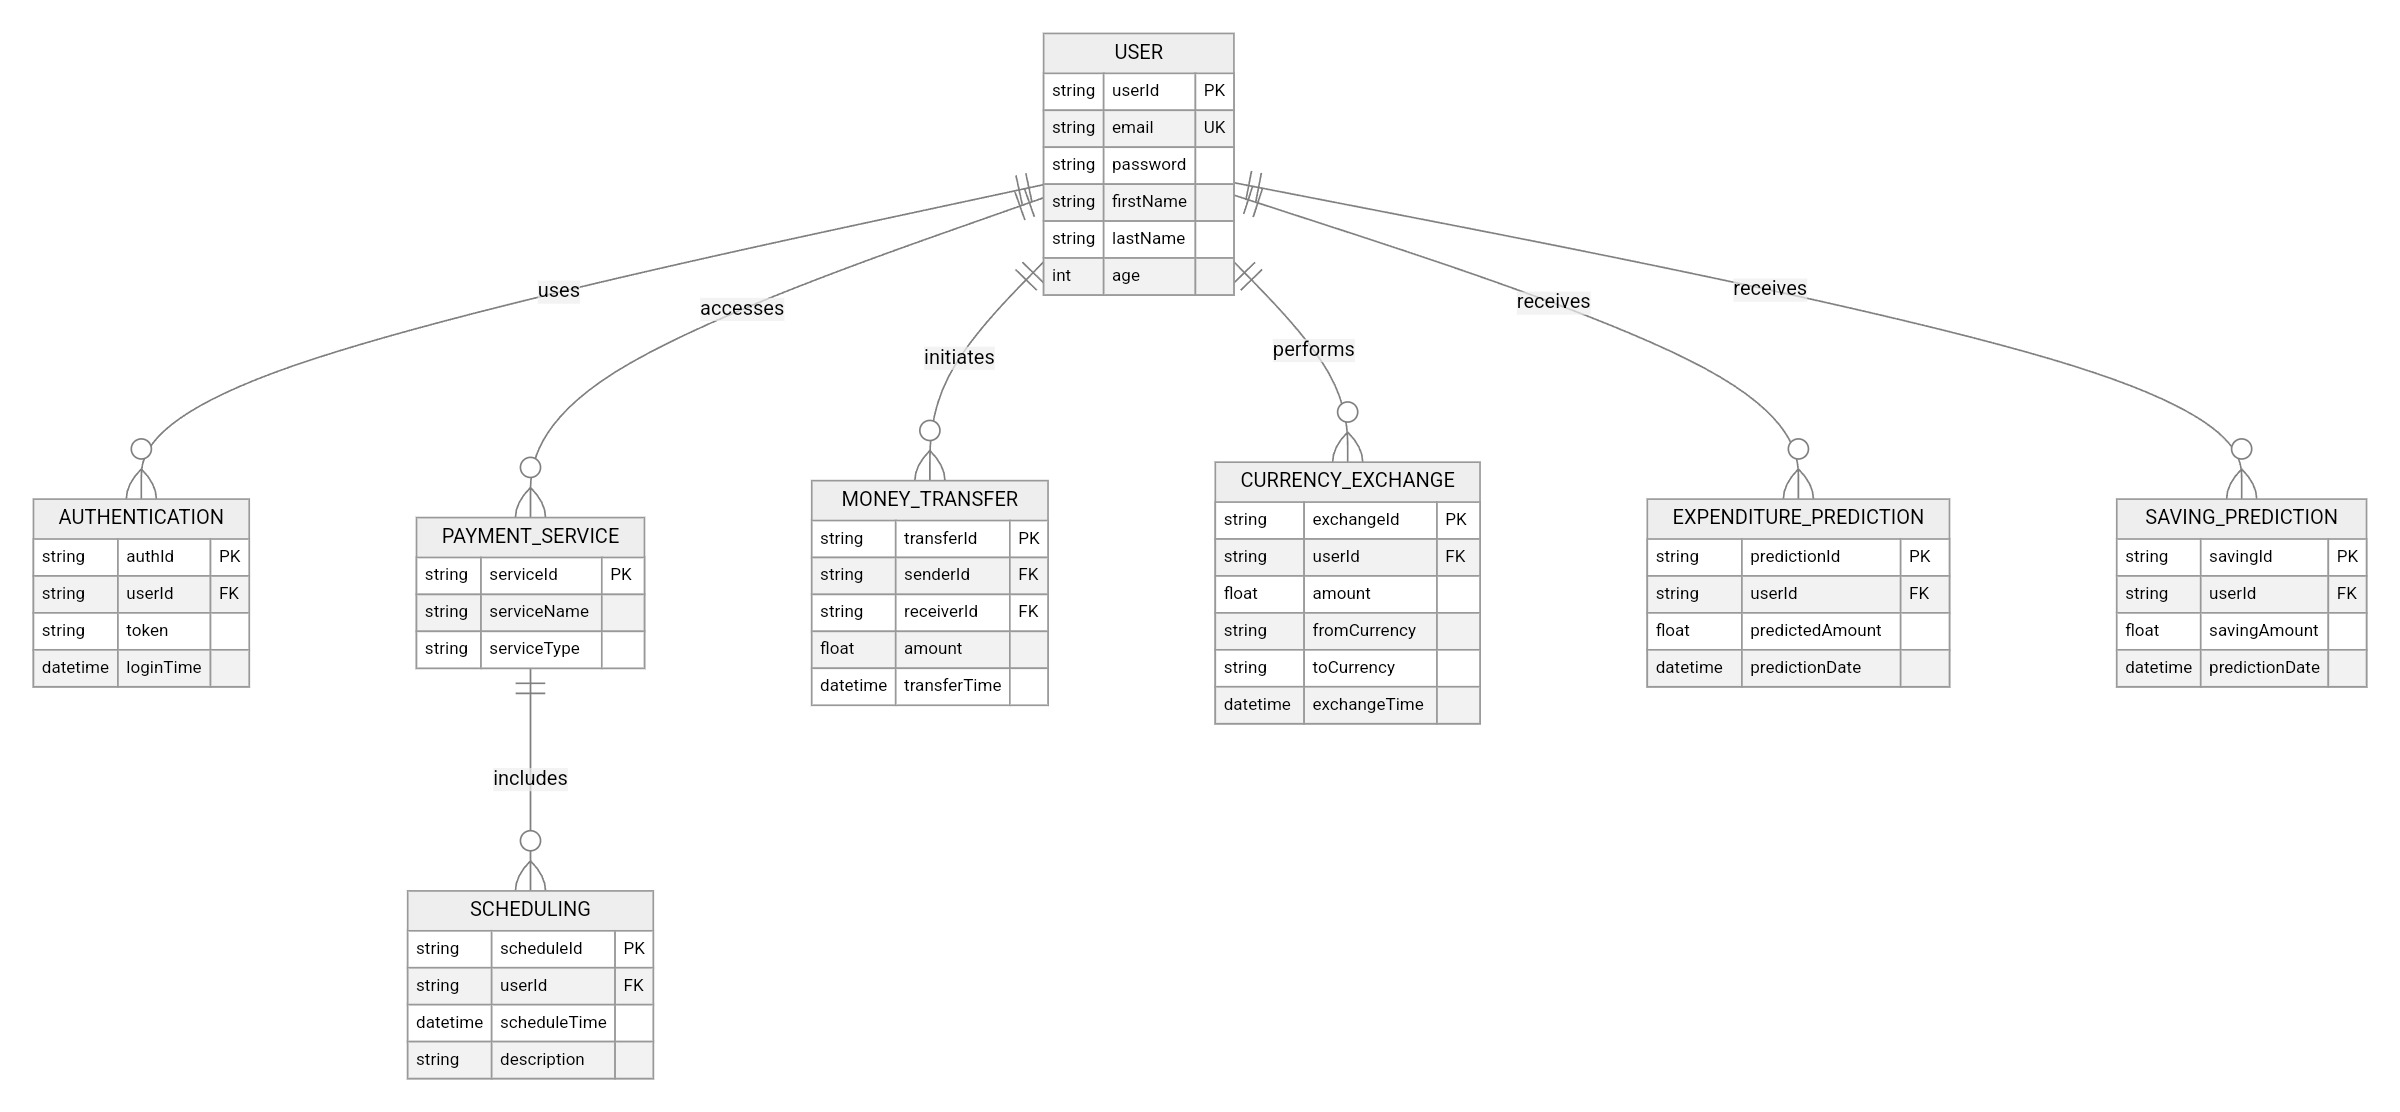 USER
string userId PK
string email UK
string password
string firstName
string lastName
int age
uses
accesses
initiates
performs
receives
receives
AUTHENTICATION
string authId PK
string userId FK
string token
datetime loginTime
PAYMENT_SERVICE
string serviceId PK
string serviceName
string serviceType
MONEY_TRANSFER
string transferId PK
string senderId FK
string receiverId FK
float amount
datetime transferTime
CURRENCY_EXCHANGE
string exchangeId PK
string userId FK
float amount
string fromCurrency
string toCurrency
datetime exchangeTime
EXPENDITURE_PREDICTION
string predictionId PK
string userId FK
float predictedAmount
datetime predictionDate
SAVING_PREDICTION
string savingId PK
string userId FK
float savingAmount
datetime predictionDate
includes
SCHEDULING
string scheduleId PK
string userId FK
datetime scheduleTime
string description